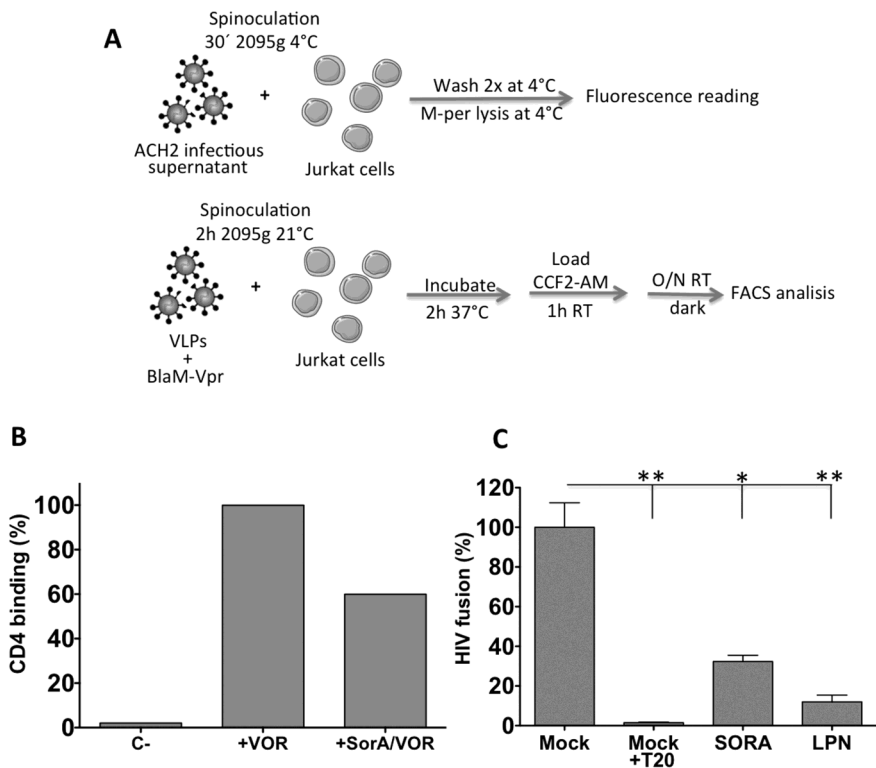 A
Spinoculation
30´ 2095g 4°C
+
ACH2 infectious
supernatant
Jurkat cells
Wash 2x at 4°C
M-per lysis at 4°C
Fluorescence reading
Spinoculation
2h 2095g 21°C
+
VLPs
+
BlaM-Vpr
Jurkat cells
Incubate
2h 37°C
Load
CCF2-AM
1h RT
O/N RT
dark
FACS analisis
B
CD4 binding (%)
100
80
60
40
20
0
C-
+VOR
+SorA/VOR
C
HIV fusion (%)
120
100
80
60
40
20
0
** * **
Mock
Mock
+T20
SORA
LPN